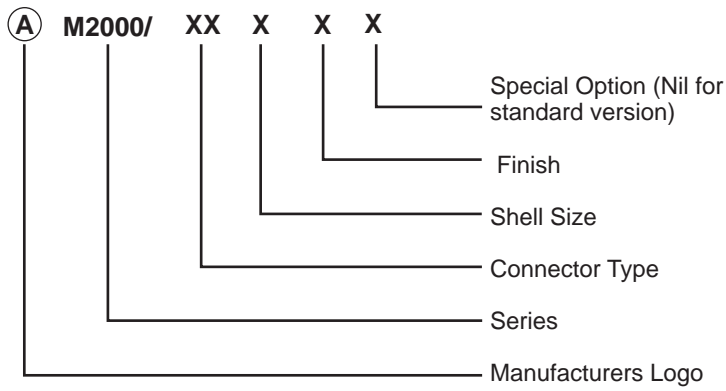 A M2000/ XX X X X
Special Option (Nil for
standard version)
Finish
Shell Size
Connector Type
Series
Manufacturers Logo